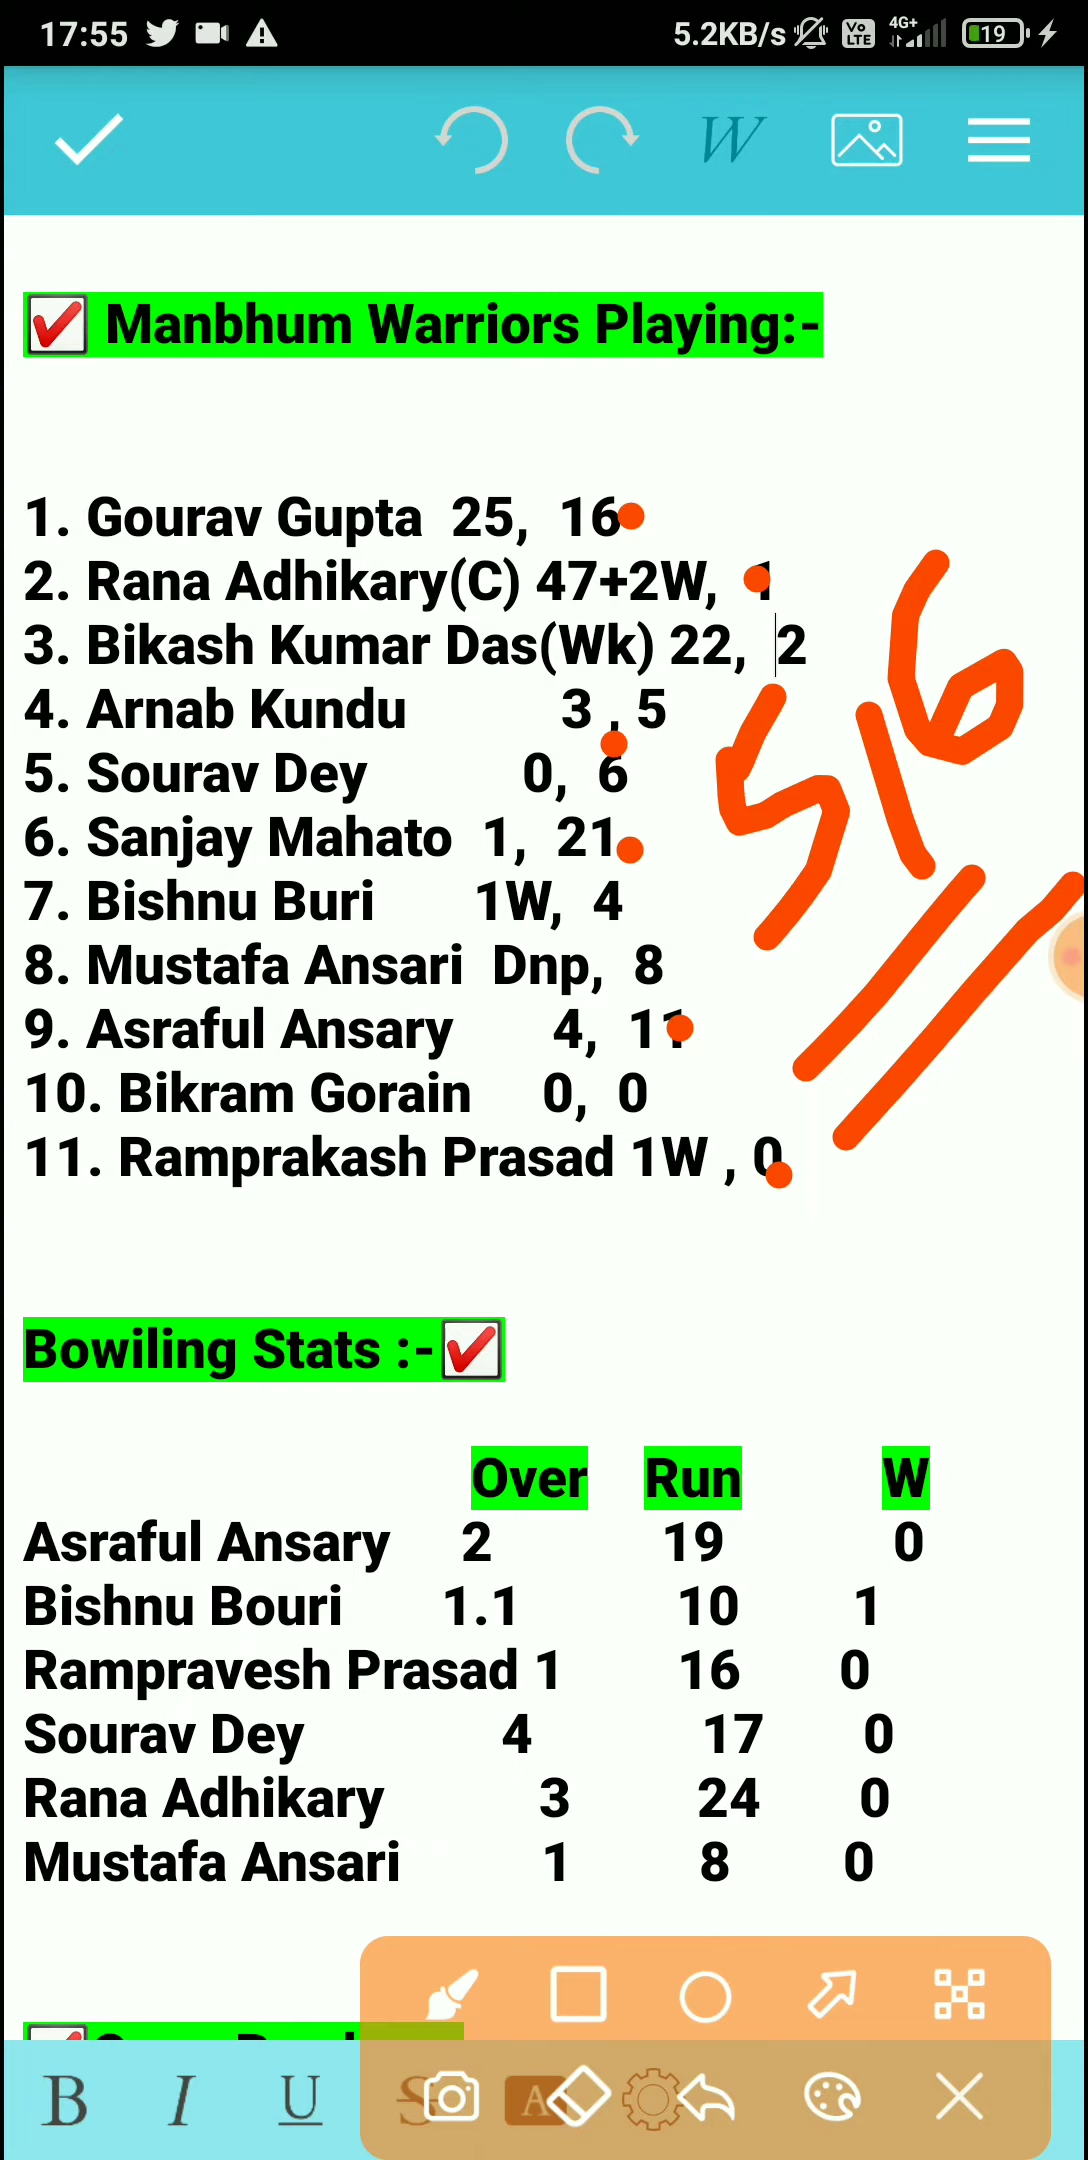 17:55 5.2KB/s Vo LTE 4G+ 19
W
Manbhum Warriors Playing:-
1. Gourav Gupta 25, 16
2. Rana Adhikary(C) 47+2W, 1
3. Bikash Kumar Das(Wk) 22, 2
4. Arnab Kundu 3 , 5
5. Sourav Dey 0, 6
6. Sanjay Mahato 1, 21
7. Bishnu Buri 1W, 4
8. Mustafa Ansari Dnp, 8
9. Asraful Ansary 4, 11
10. Bikram Gorain 0, 0
11. Ramprakash Prasad 1W , 0
5/6
Bowiling Stats :-
Over Run W
Asraful Ansary 2 19 0
Bishnu Bouri 1.1 10 1
Rampravesh Prasad 1 16 0
Sourav Dey 4 17 0
Rana Adhikary 3 24 0
Mustafa Ansari 1 8 0
B I U S A